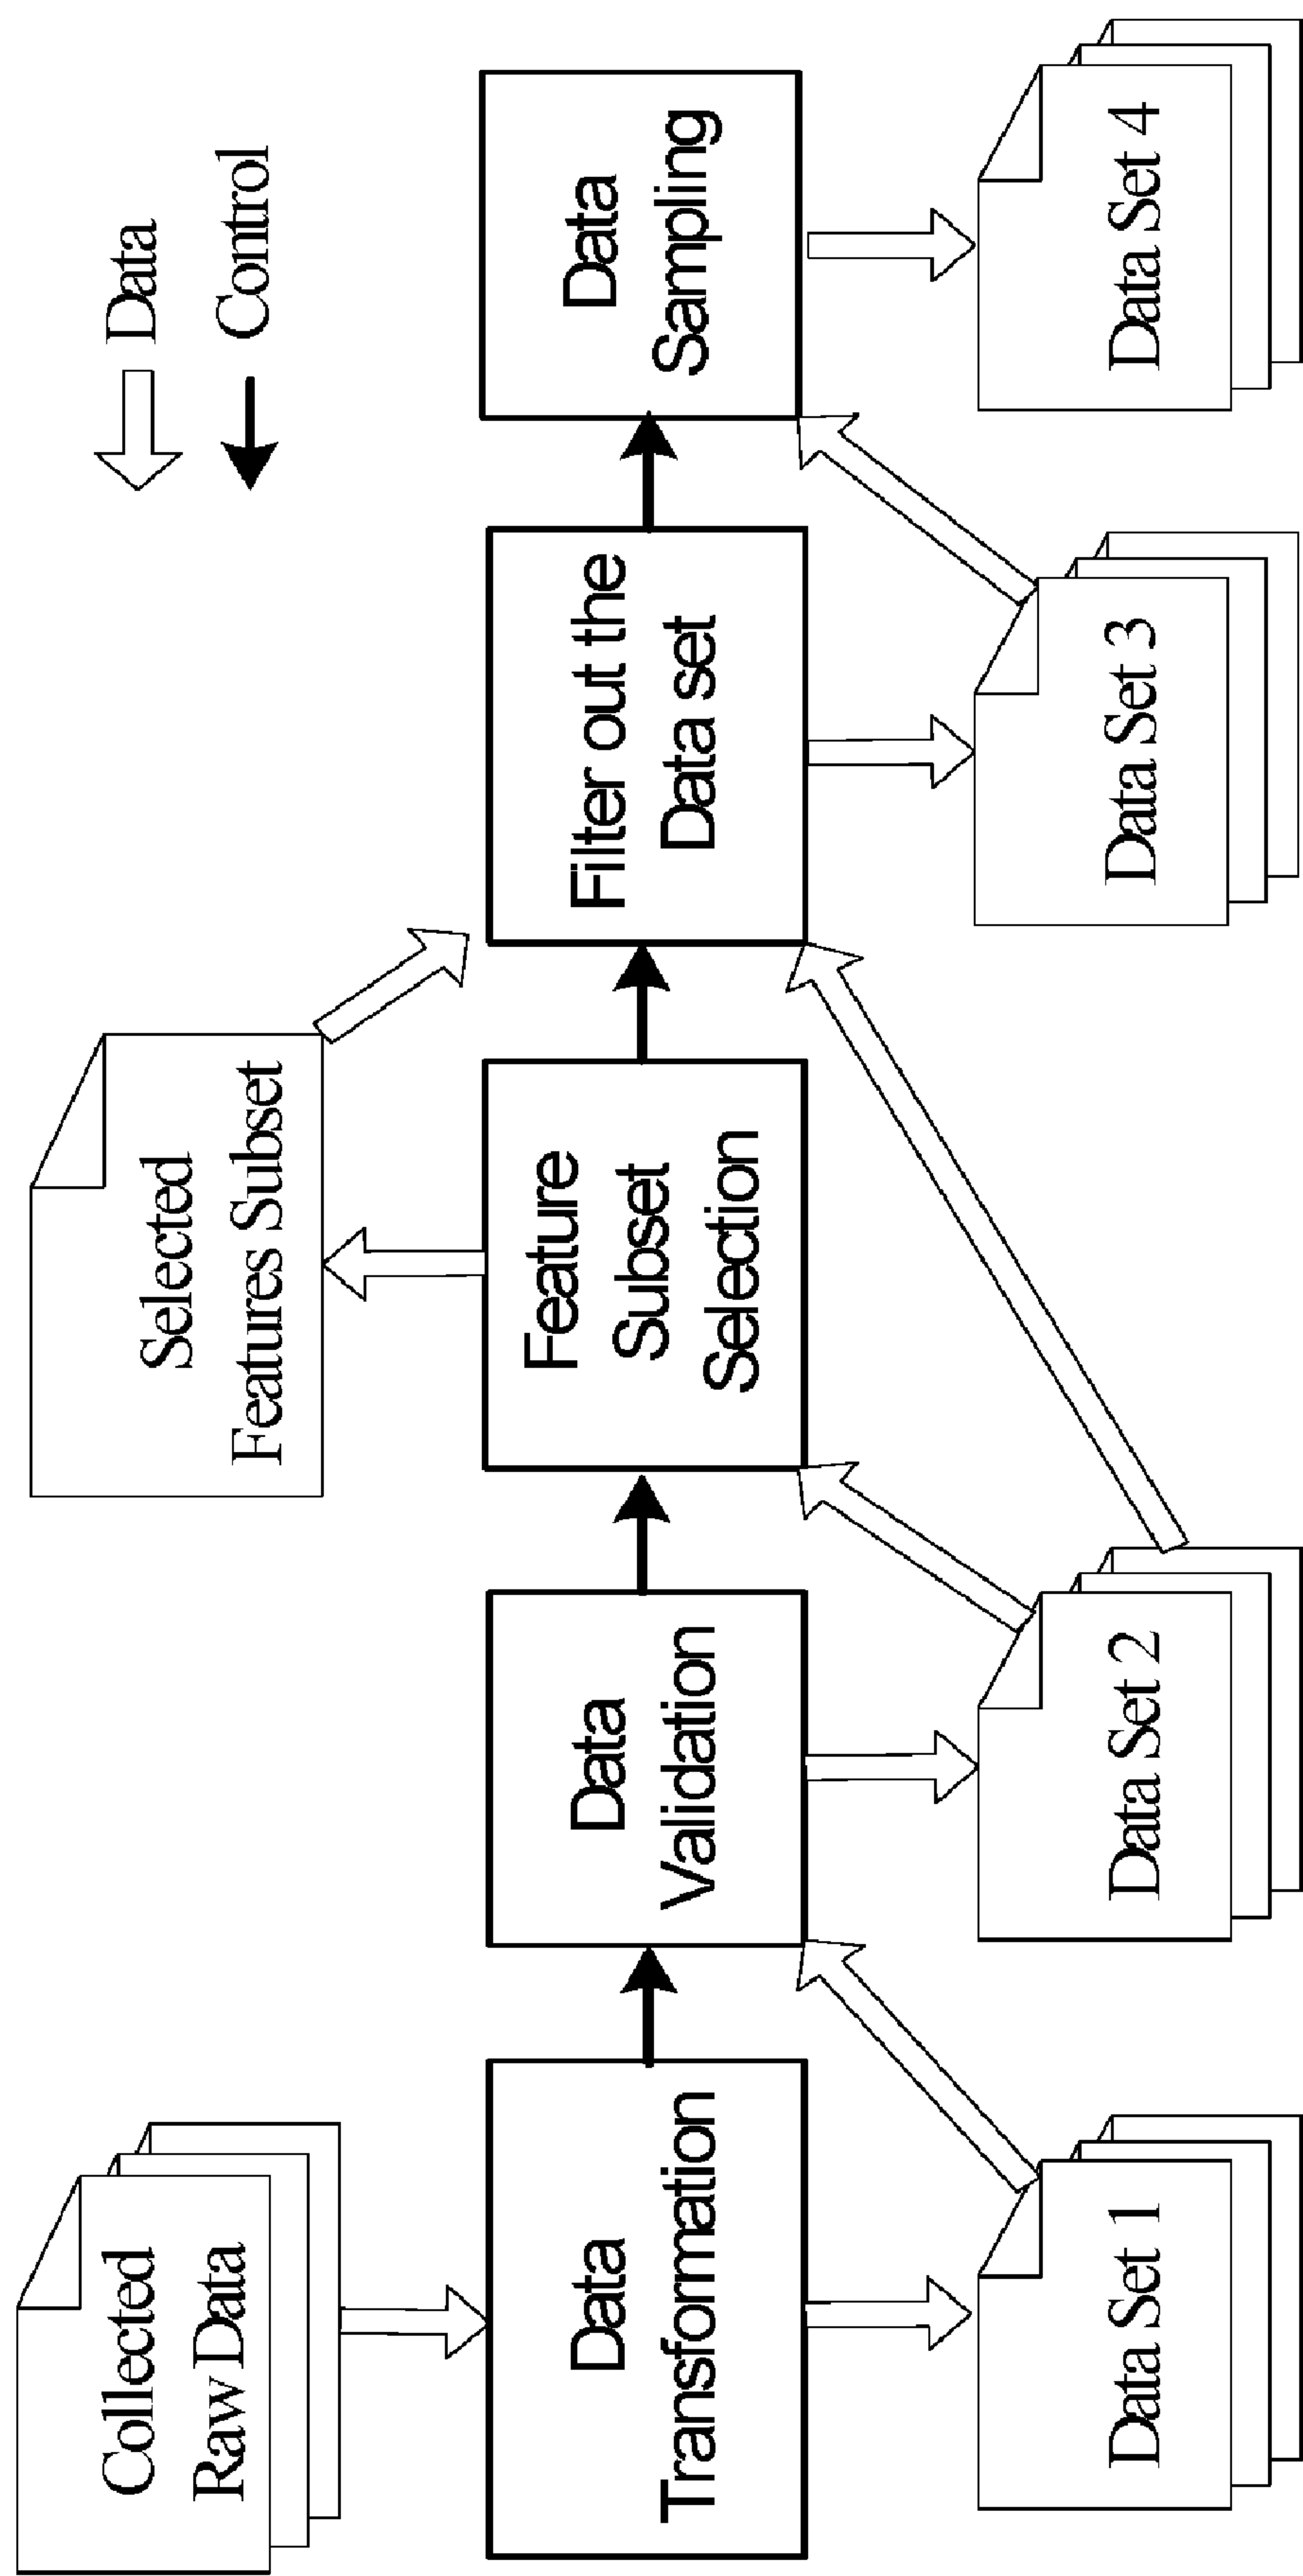 Collected
Raw Data
Selected
Features Subset
Data
Control
Data
Transformation
Data
Validation
Feature
Subset
Selection
Filter out the
Data set
Data
Sampling
Data Set 1
Data Set 2
Data Set 3
Data Set 4